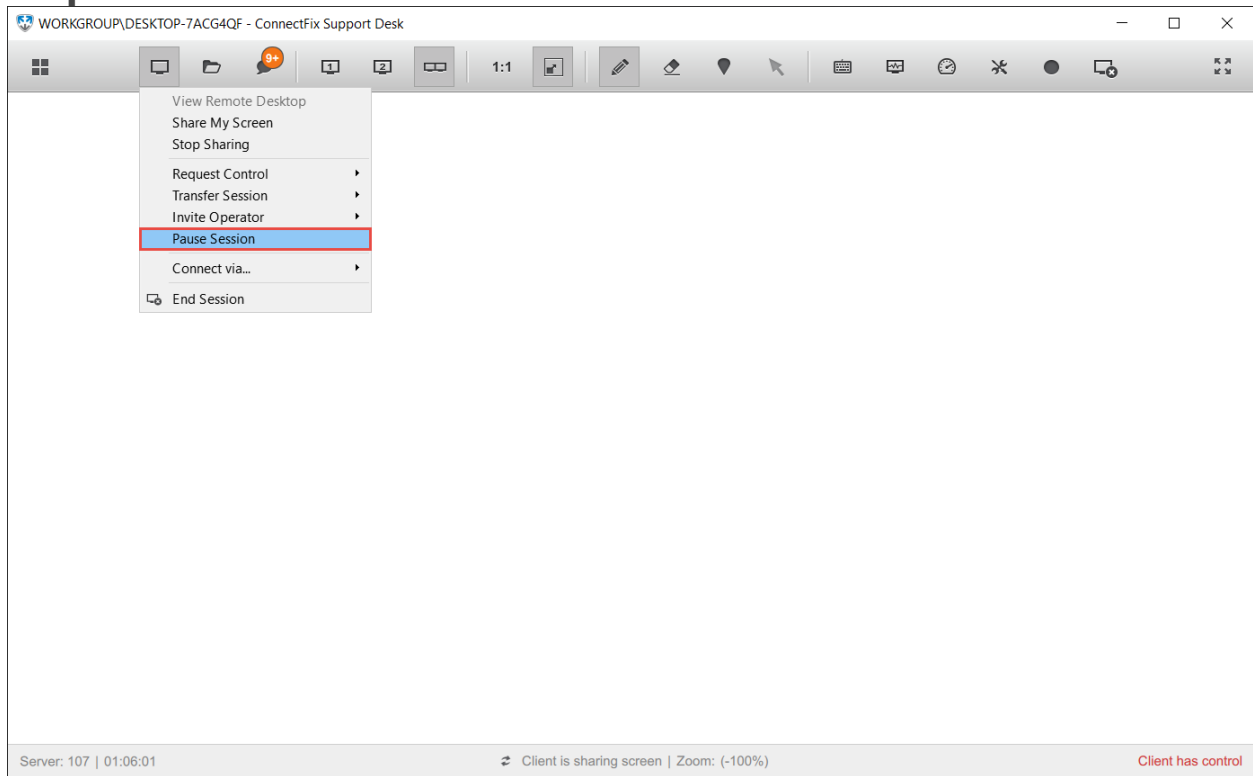 WORKGROUP\DESKTOP-7ACG4QF - ConnectFix Support Desk
9+
1
2
1:1
View Remote Desktop
Share My Screen
Stop Sharing
Request Control
Transfer Session
Invite Operator
Pause Session
Connect via...
End Session
Server: 107 | 01:06:01
Client is sharing screen | Zoom: (-100%)
Client has control